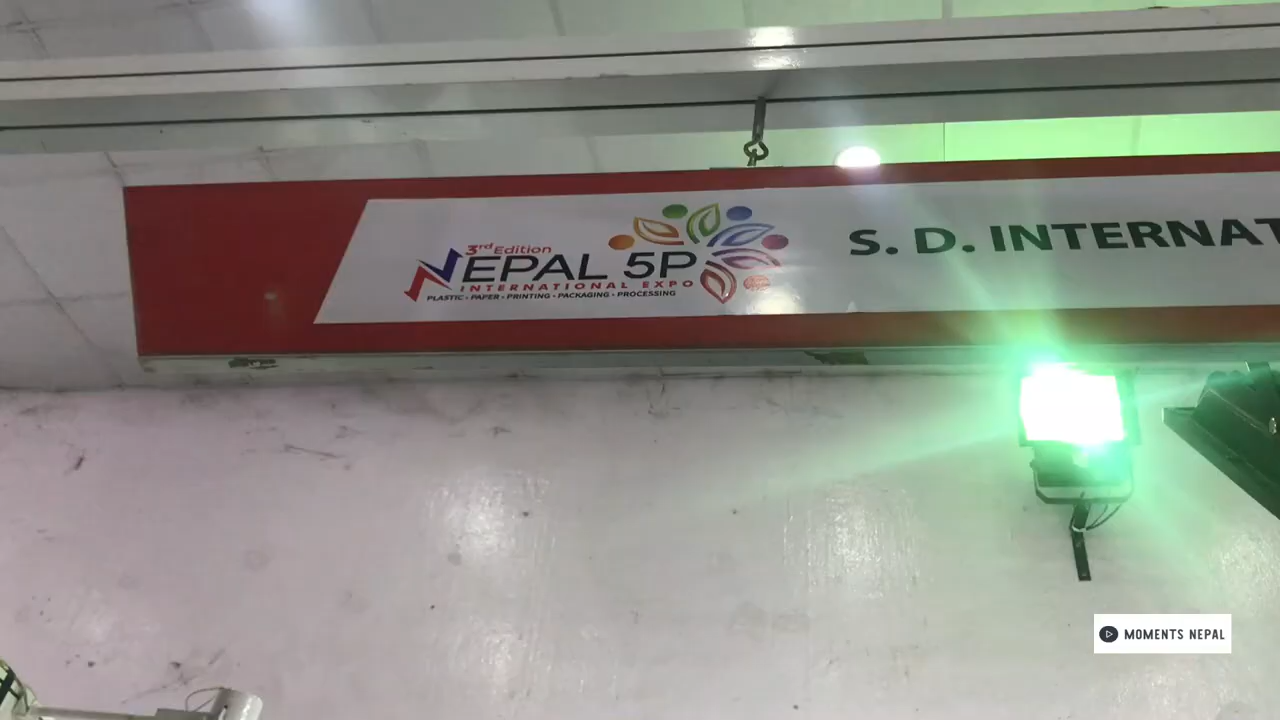 3rd Edition
NEPAL 5P
INTERNATIONAL EXPO
PLASTIC • PAPER • PRINTING • PACKAGING • PROCESSING
S. D. INTERNAT
MOMENTS NEPAL